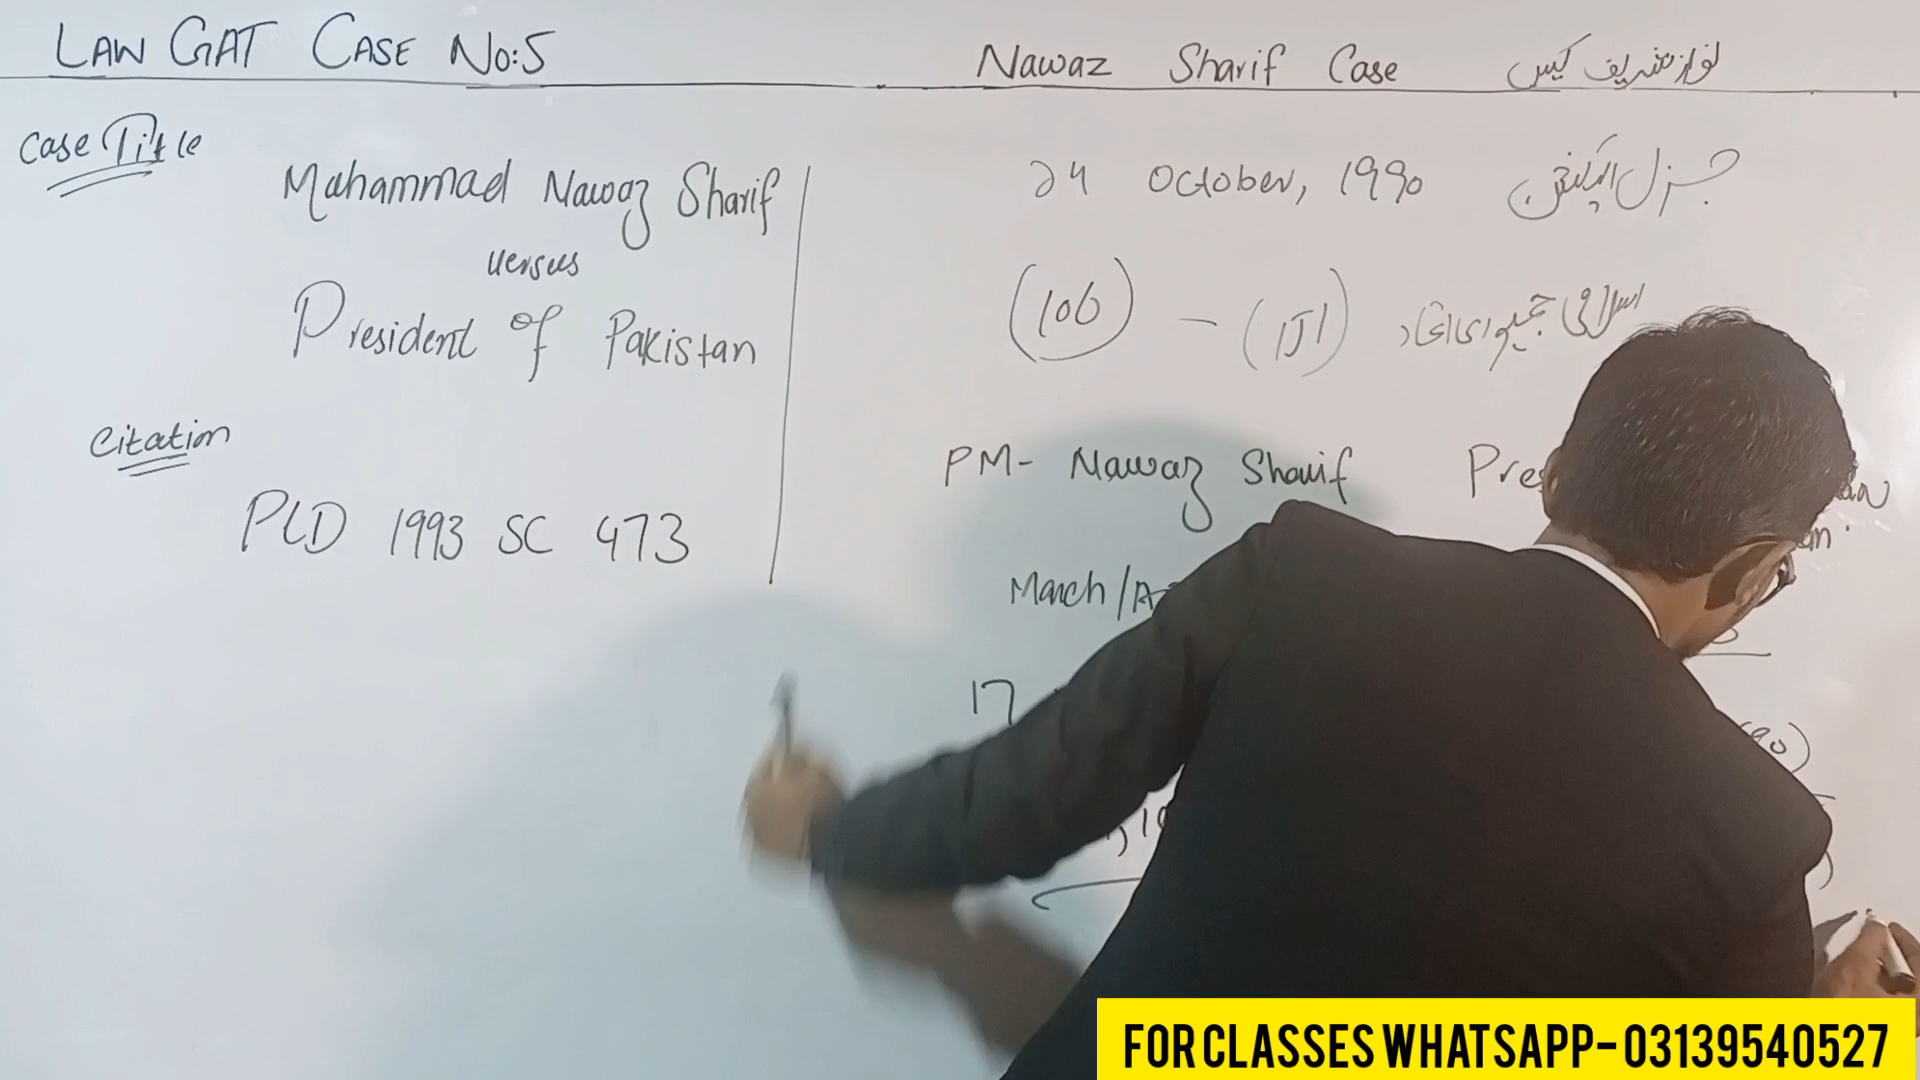 LAW GAT CASE NO:5
Nawaz Sharif Case نواز شریف کیس
Case Title
Muhammad Nawaz Sharif
versus
President of Pakistan
Citation
PLD 1993 SC 473
24 October, 1990 جنرل الیکشن
(106) - (IJI) اسلامی جمہوری اتحاد
PM- Nawaz Sharif
March /A
17
FOR CLASSES WHATSAPP- 03139540527